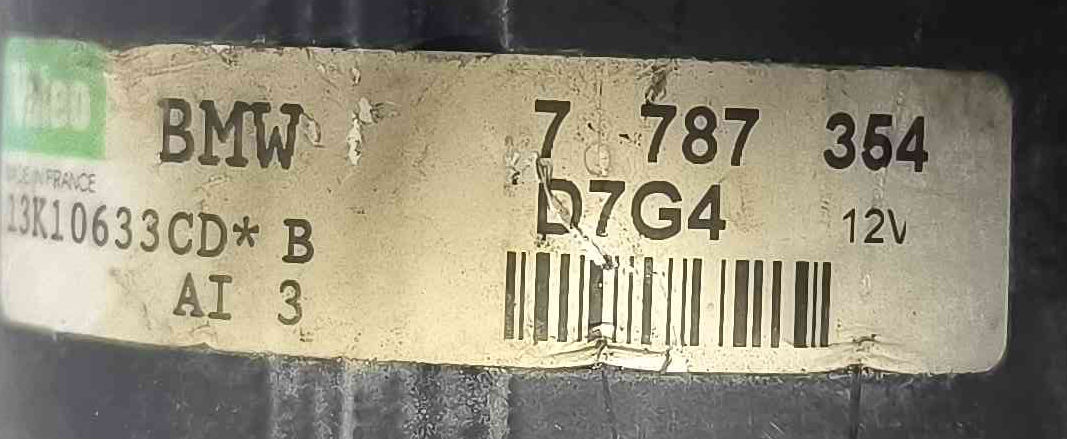 Valeo
BMW 7 787 354
MADE IN FRANCE
D7G4 12V
13K10633CD* B
AI 3